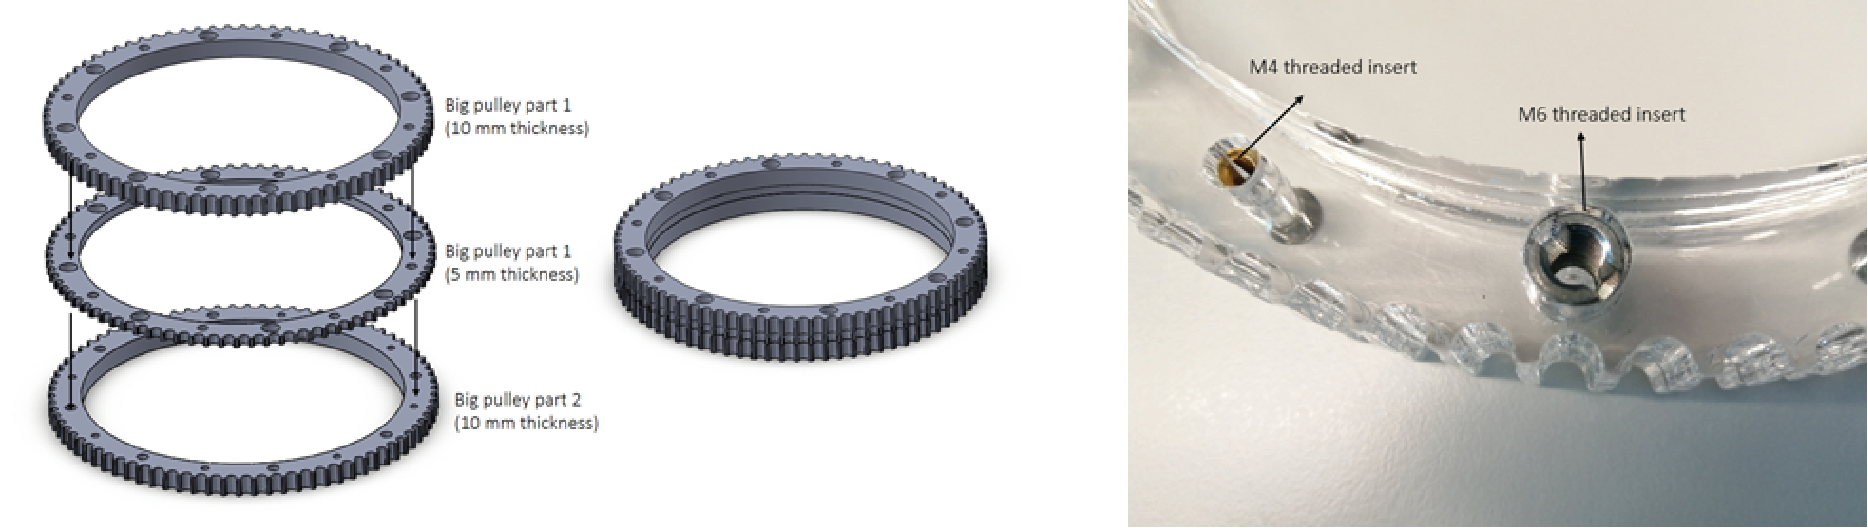 Big pulley part 1
(10 mm thickness)
Big pulley part 1
(5 mm thickness)
Big pulley part 2
(10 mm thickness)
M4 threaded insert
M6 threaded insert